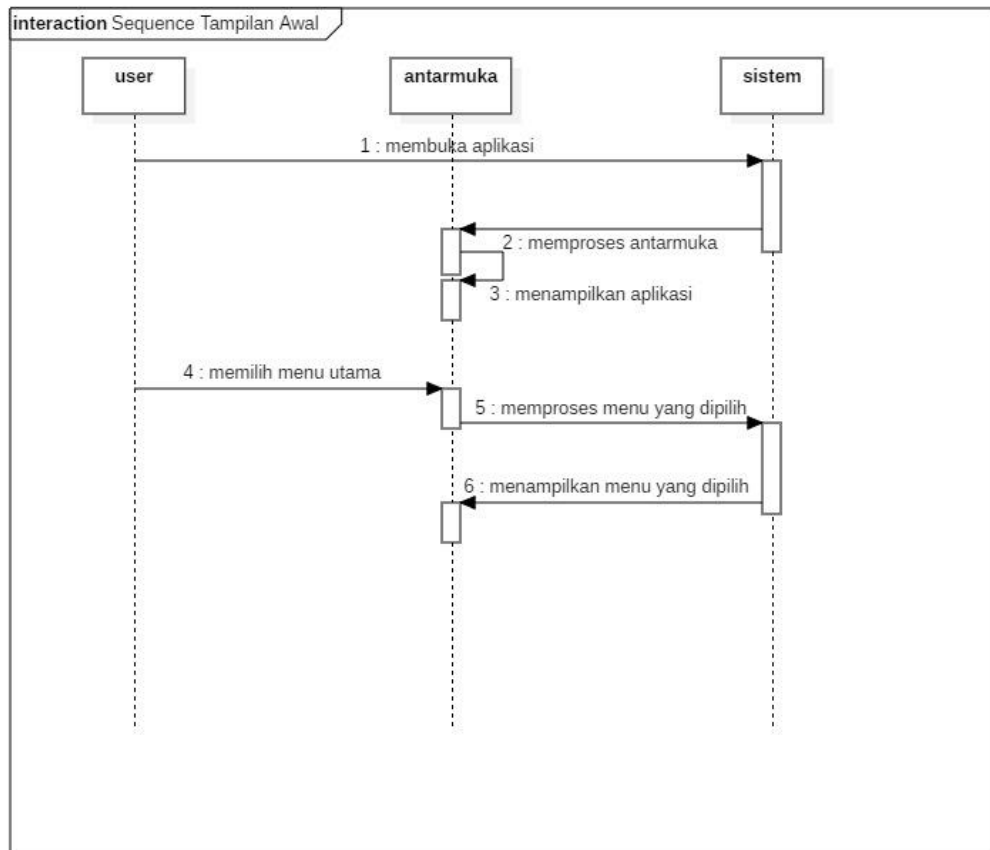 interaction Sequence Tampilan Awal
user
antarmuka
sistem
1 : membuka aplikasi
2 : memproses antarmuka
3 : menampilkan aplikasi
4 : memilih menu utama
5 : memproses menu yang dipilih
6 : menampilkan menu yang dipilih